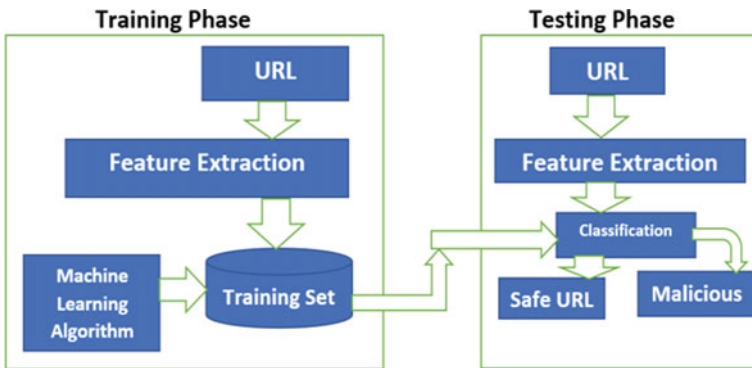 Training Phase
URL
Feature Extraction
Machine
Learning
Algorithm
Training Set
Testing Phase
URL
Feature Extraction
Classification
Safe URL
Malicious